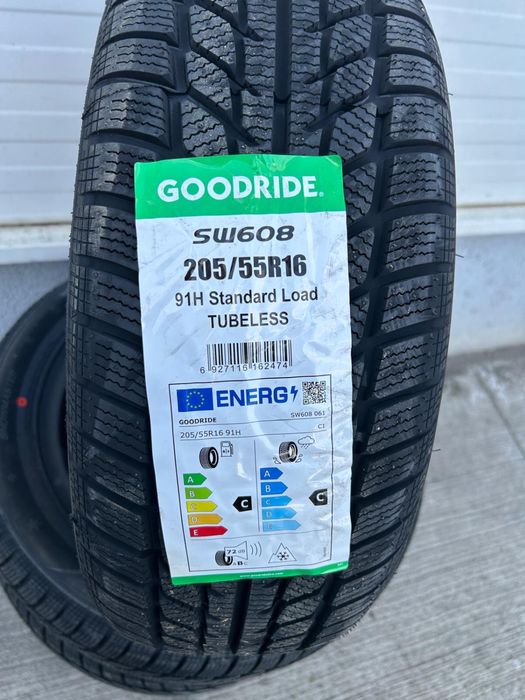 GOODRIDE®
SW608
205/55R16
91H Standard Load
TUBELESS
6 927116 162474
ENERG
GOODRIDE
SW608 061
205/55R16 91H
C1
A
B
C
D
E
C
A
B
C
D
E
C
72 dB
ABC